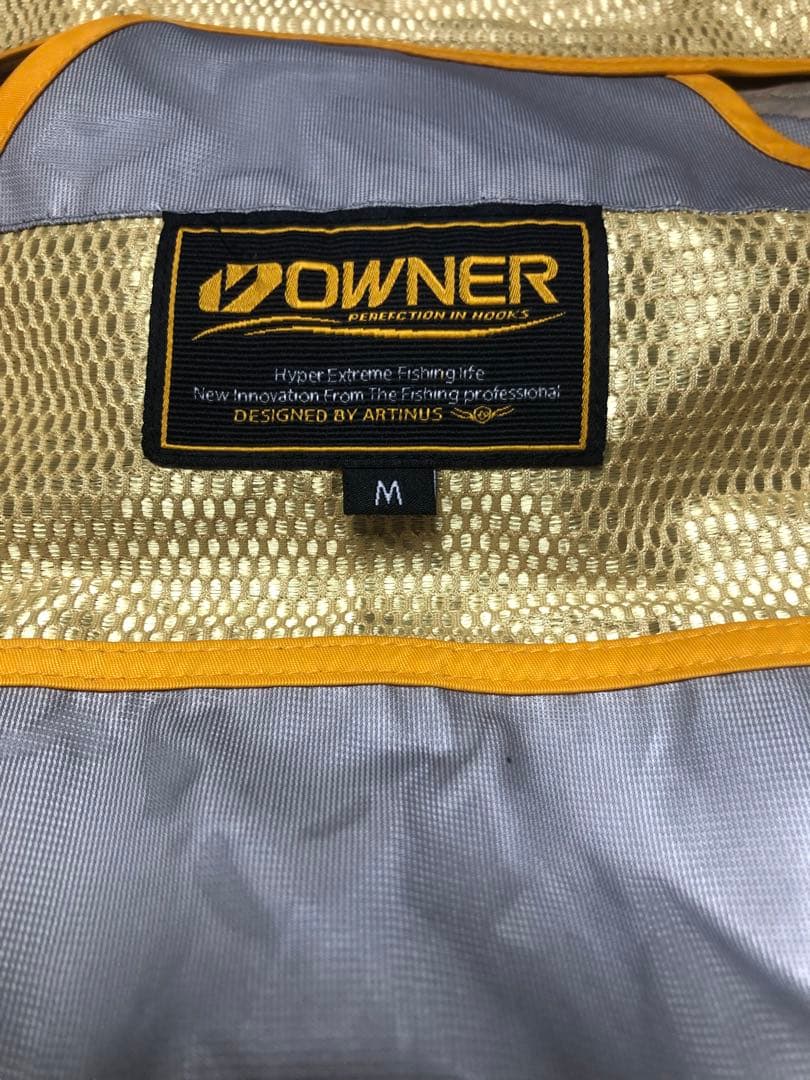 OWNER
PERFECTION IN HOOKS
Hyper Extreme Fishing life
New Innovation From The Fishing professional
DESIGNED BY ARTINUS
M